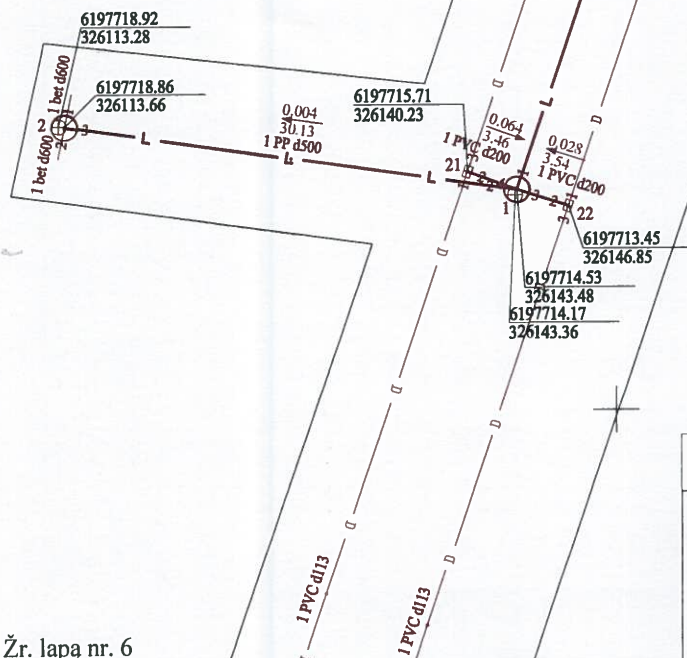 6197718.92
326113.28
6197718.86
326113.66
1 bet d600
2
1
3
2
1 bet d600
L
0.004
30.13
1 PP d500
L
L
6197715.71
326140.23
D
L
D
0.064
3.46
1 PVC d200
0.028
3.54
1 PVC d200
21
1
22
6197713.45
326146.85
6197714.53
326143.48
6197714.17
326143.36
D
D
D
D
D
1 PVC d113
1 PVC d113
Žr. lapą nr. 6